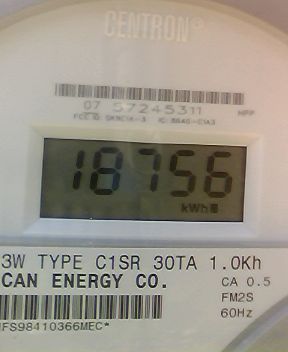 CENTRON®
07 57245311
18756
kWh
3W TYPE C1SR 30TA 1.0Kh
CAN ENERGY CO. CA 0.5
FM2S
60Hz
IFS98410366MEC*